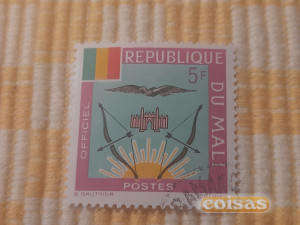 REPUBLIQUE
DU MALI
5F
OFFICIEL
POSTES
coisas